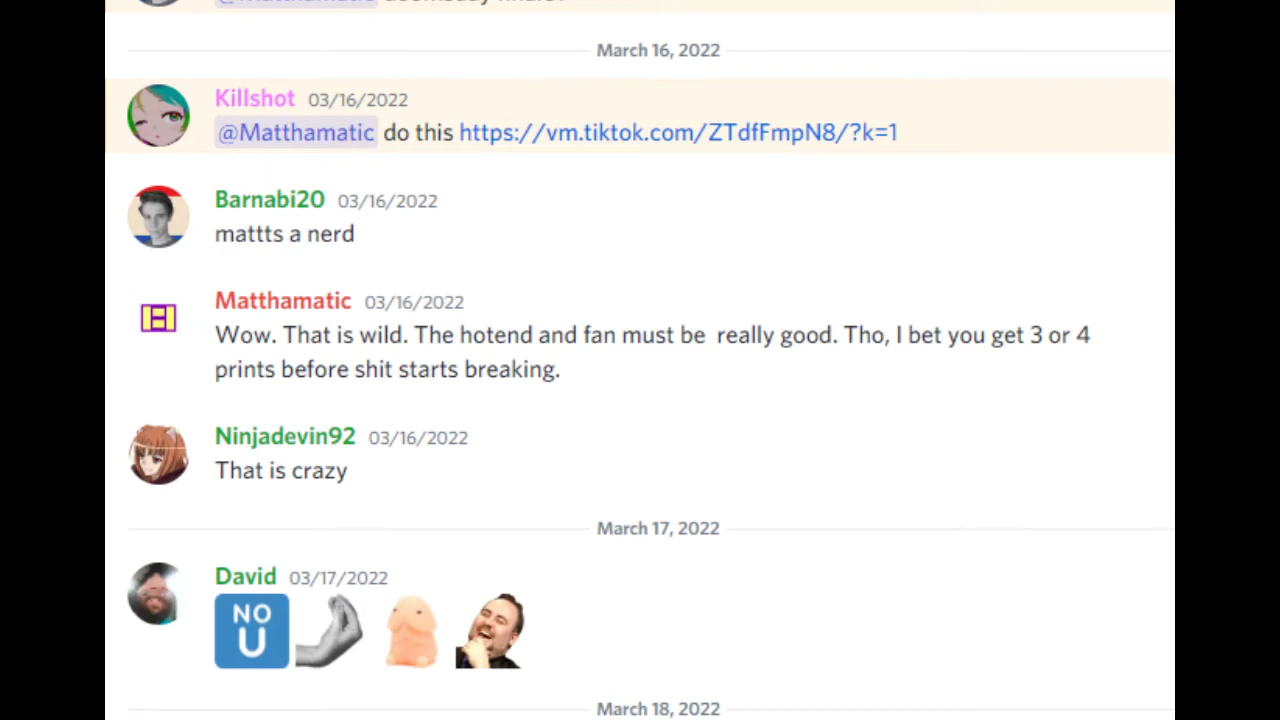 March 16, 2022
Killshot 03/16/2022
@Matthamatic do this https://vm.tiktok.com/ZTdfFmpN8/?k=1
Barnabi20 03/16/2022
mattts a nerd
Matthamatic 03/16/2022
Wow. That is wild. The hotend and fan must be  really good. Tho, I bet you get 3 or 4
prints before shit starts breaking.
Ninjadevin92 03/16/2022
That is crazy
March 17, 2022
David 03/17/2022
NO
U
March 18, 2022